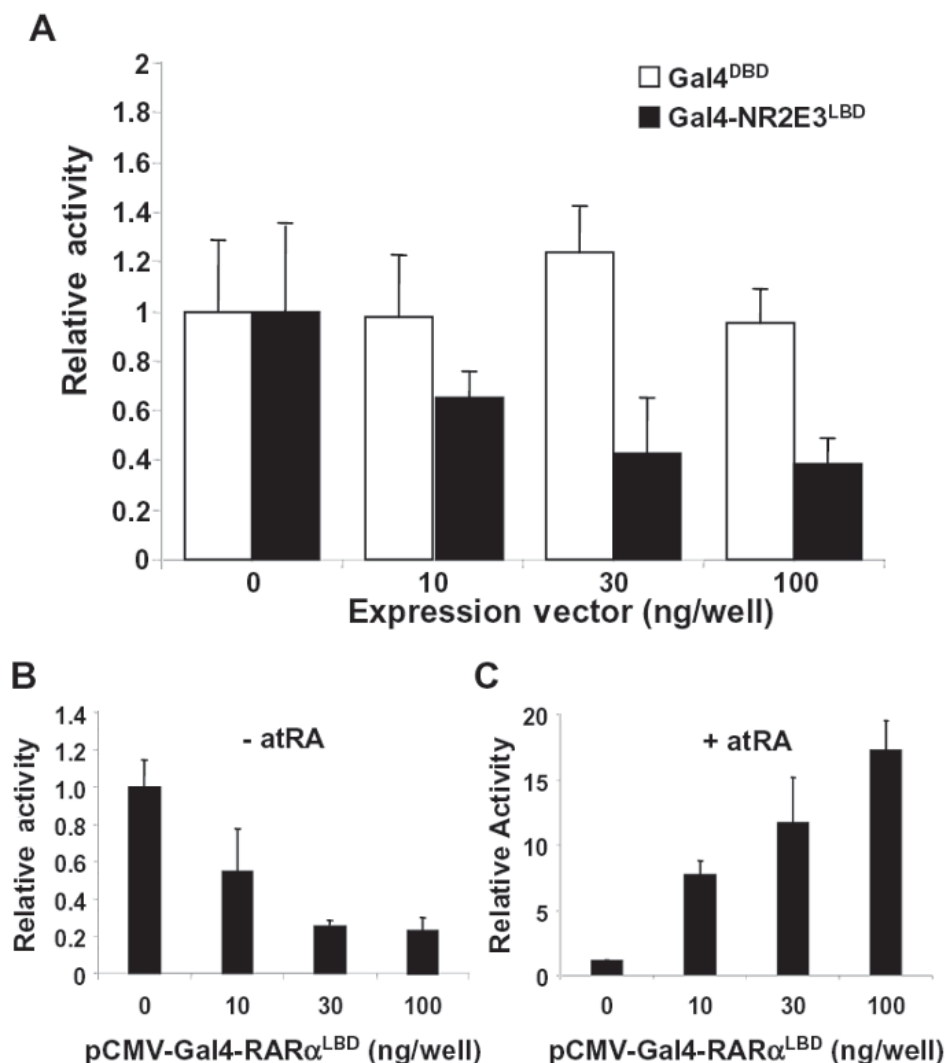 A
Relative activity
2
1.8
1.6
1.4
1.2
1
0.8
0.6
0.4
0.2
0
Gal4DBD
Gal4-NR2E3LBD
0 10 30 100
Expression vector (ng/well)
B
Relative activity
1.4
1.2
1.0
0.8
0.6
0.4
0.2
0
- atRA
0 10 30 100
pCMV-Gal4-RARαLBD (ng/well)
C
Relative Activity
20
15
10
5
0
+ atRA
0 10 30 100
pCMV-Gal4-RARαLBD (ng/well)